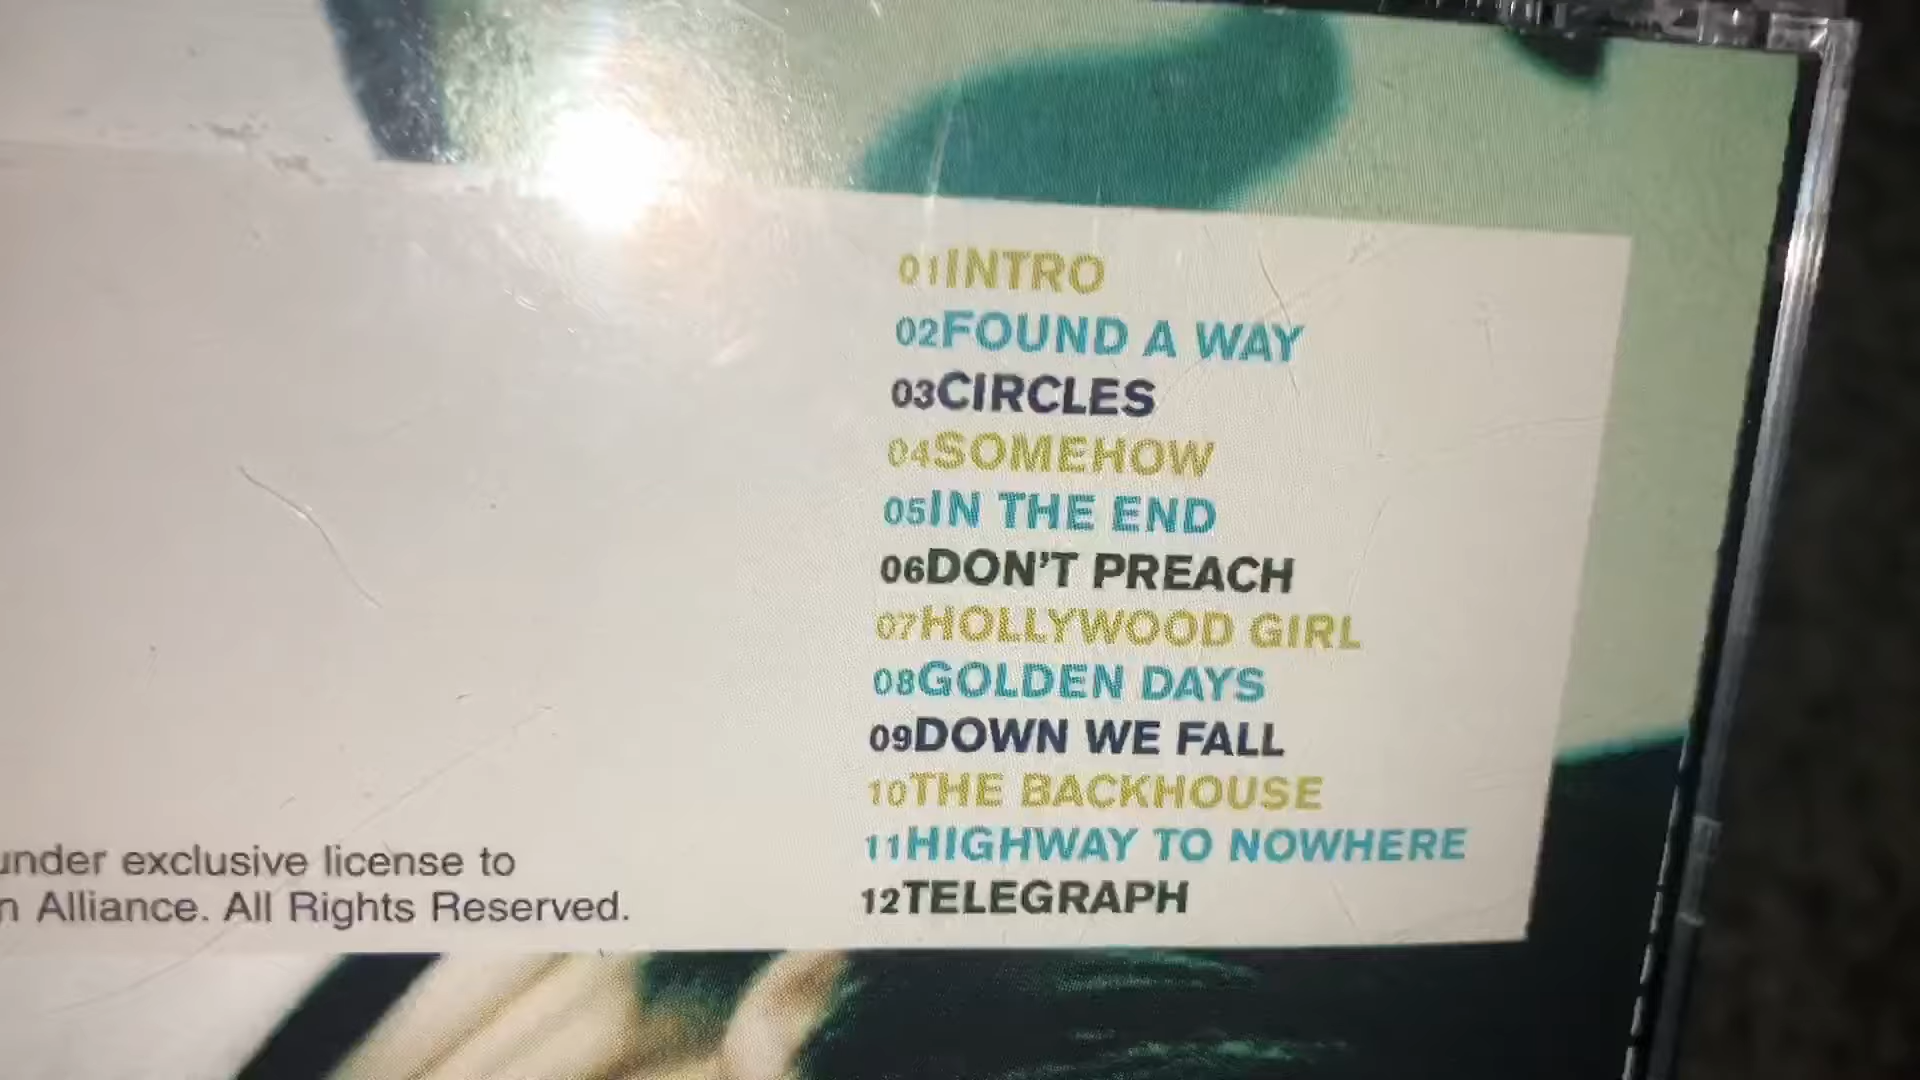 01INTRO
02FOUND A WAY
03CIRCLES
04SOMEHOW
05IN THE END
06DON'T PREACH
07HOLLYWOOD GIRL
08GOLDEN DAYS
09DOWN WE FALL
10THE BACKHOUSE
11HIGHWAY TO NOWHERE
12TELEGRAPH
under exclusive license to
n Alliance. All Rights Reserved.